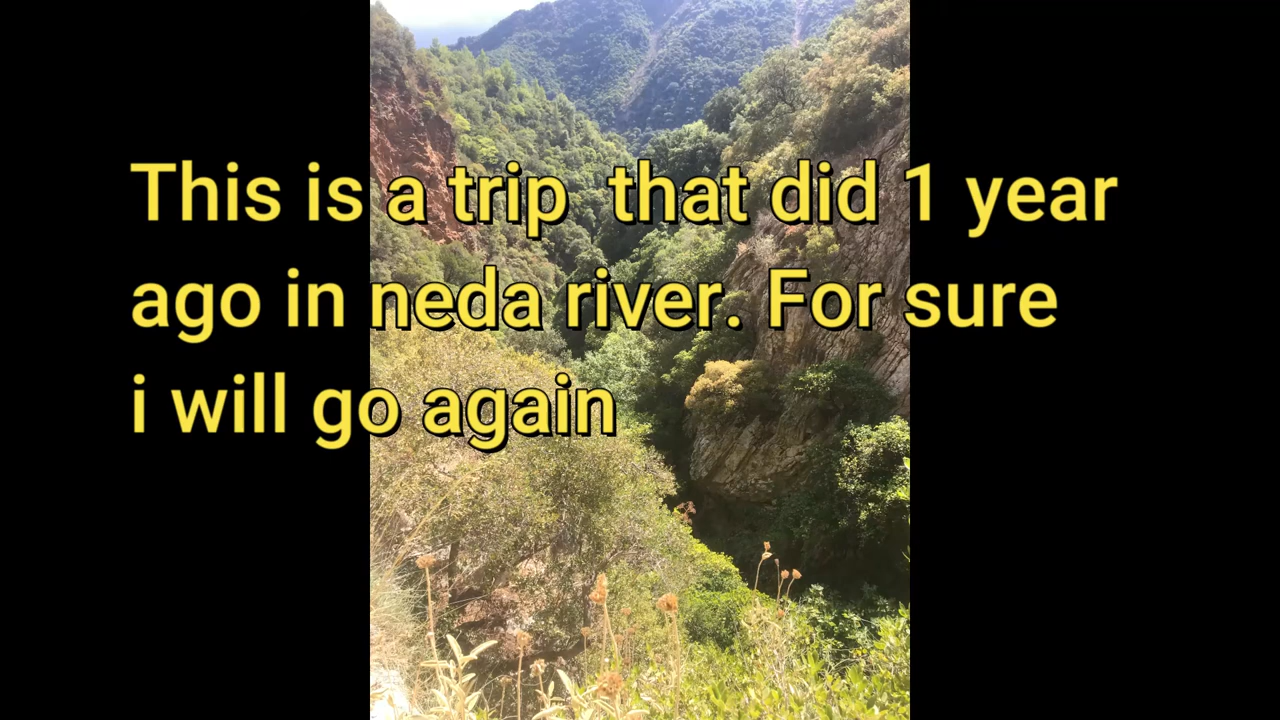 This is a trip  that did 1 year
ago in neda river. For sure
i will go again